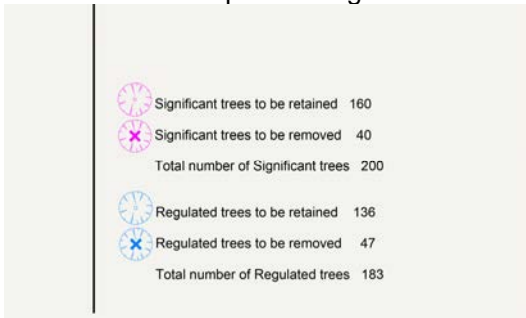 Significant trees to be retained 160
Significant trees to be removed 40
Total number of Significant trees 200
Regulated trees to be retained 136
Regulated trees to be removed 47
Total number of Regulated trees 183